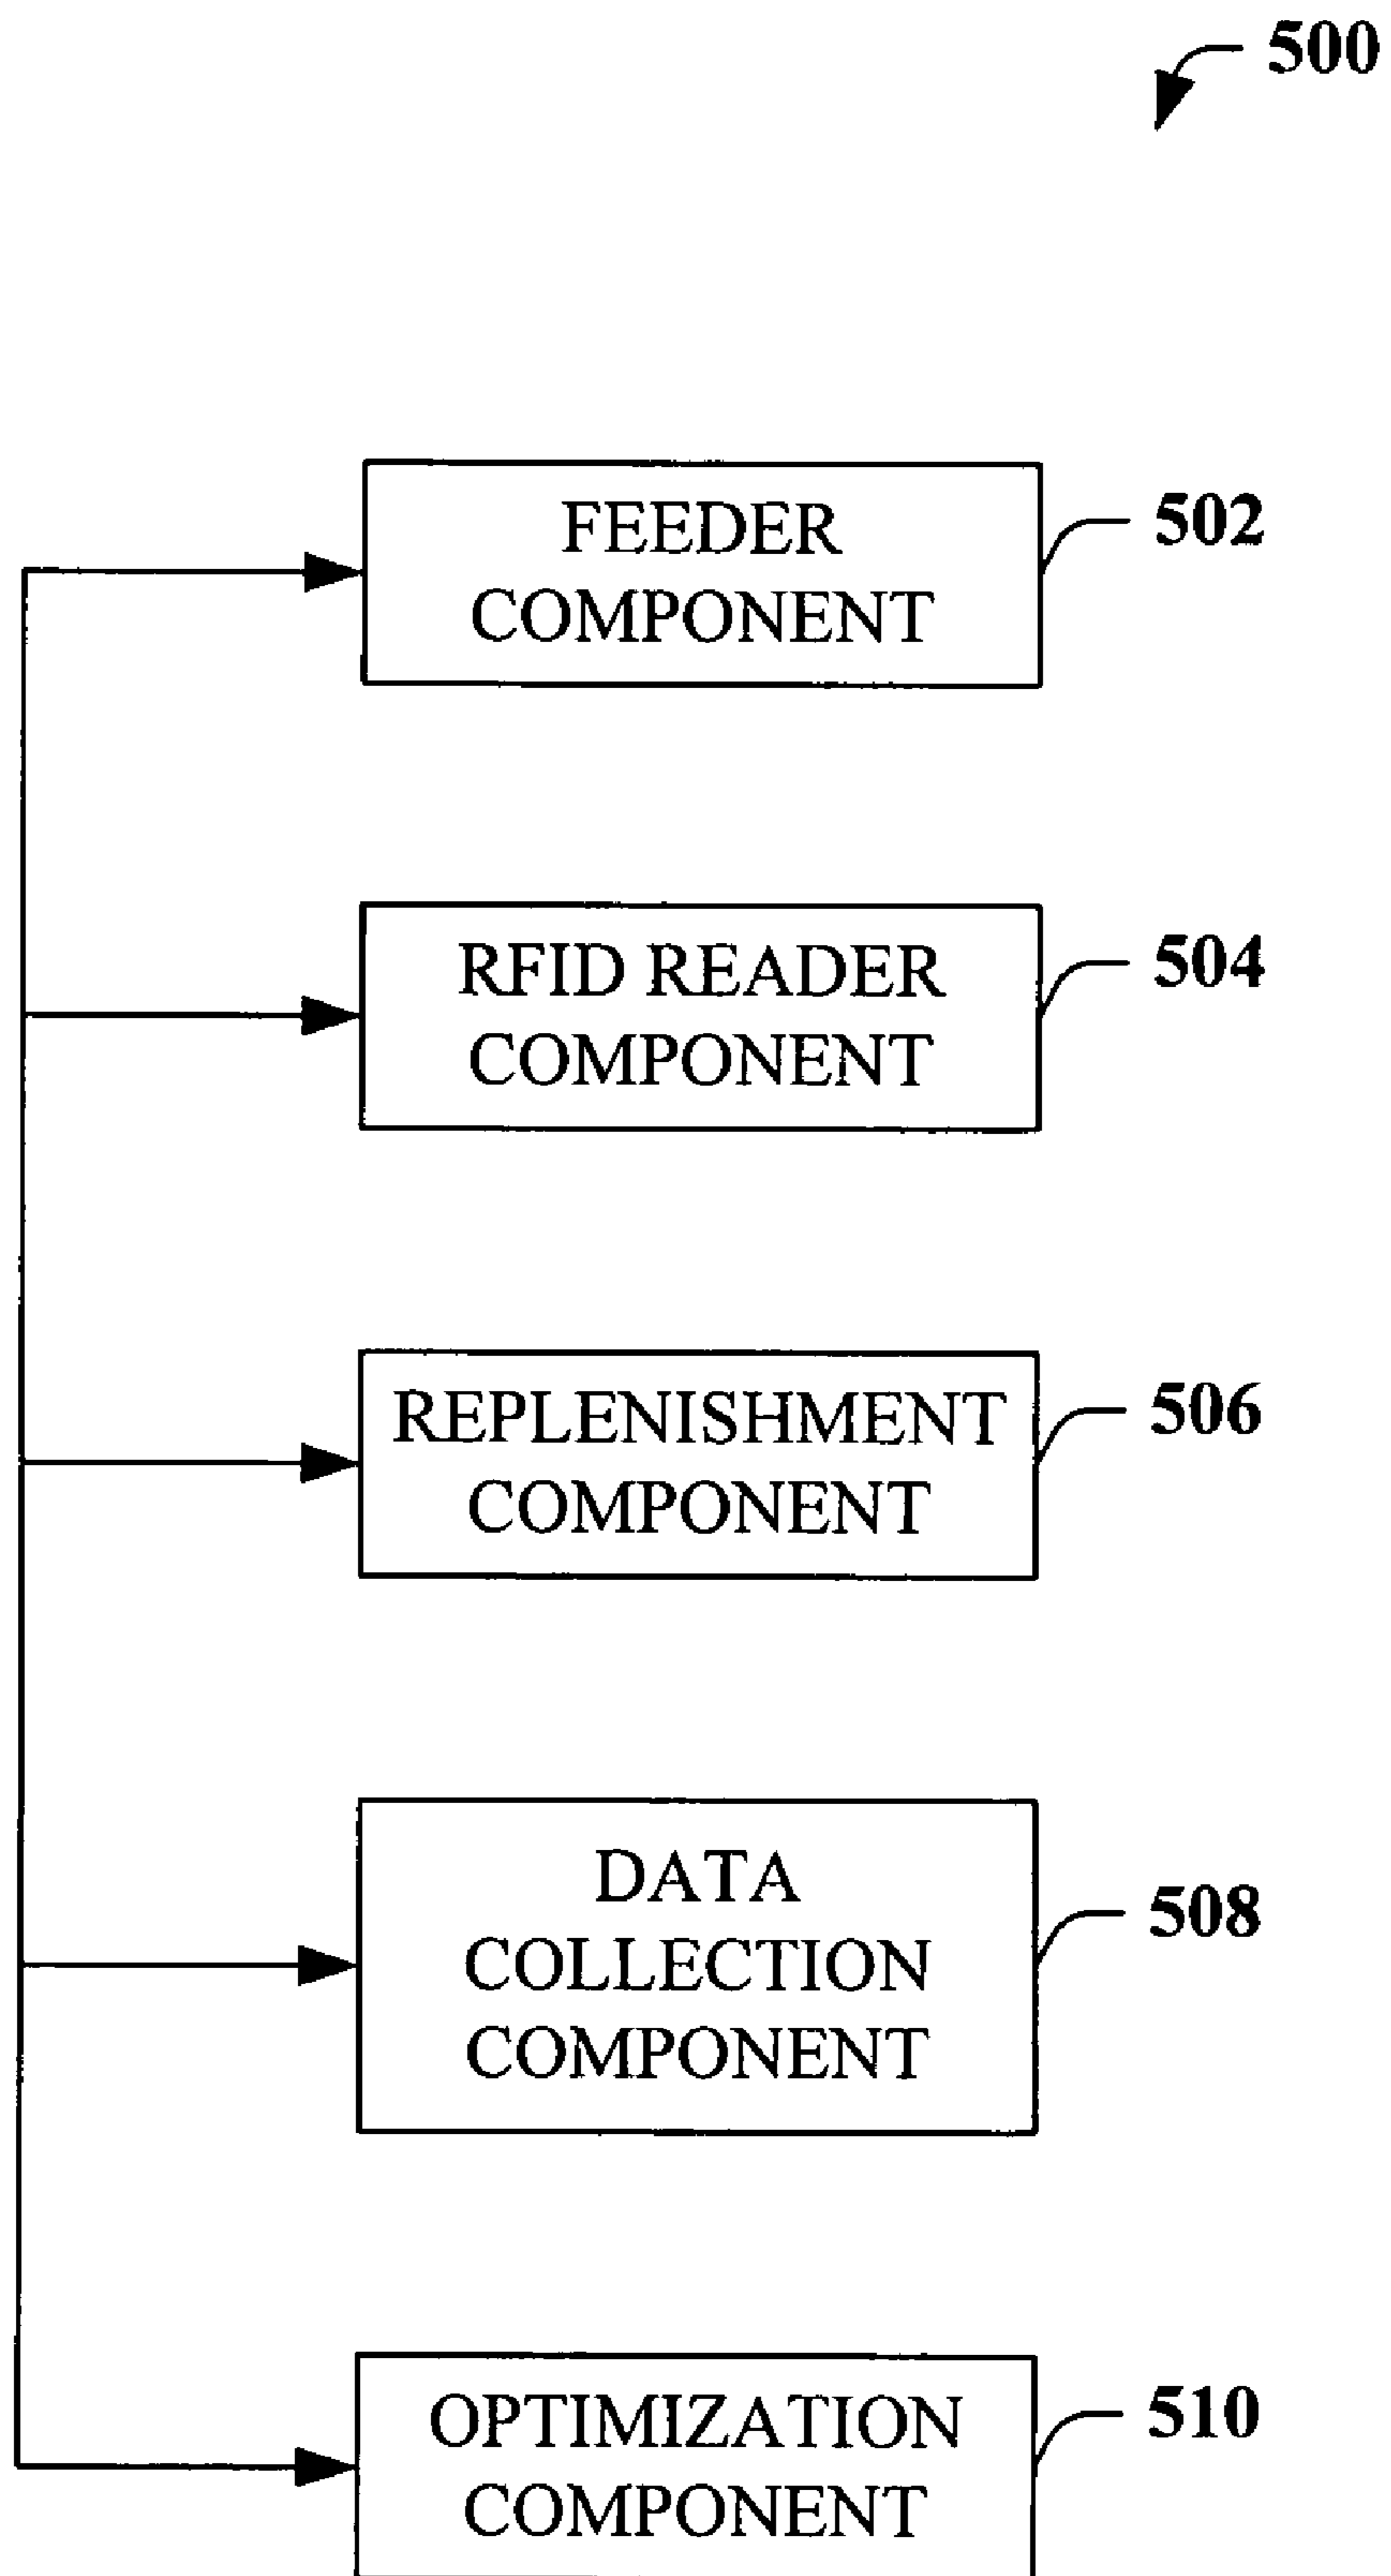 500
FEEDER
COMPONENT
502
RFID READER
COMPONENT
504
REPLENISHMENT
COMPONENT
506
DATA
COLLECTION
COMPONENT
508
OPTIMIZATION
COMPONENT
510